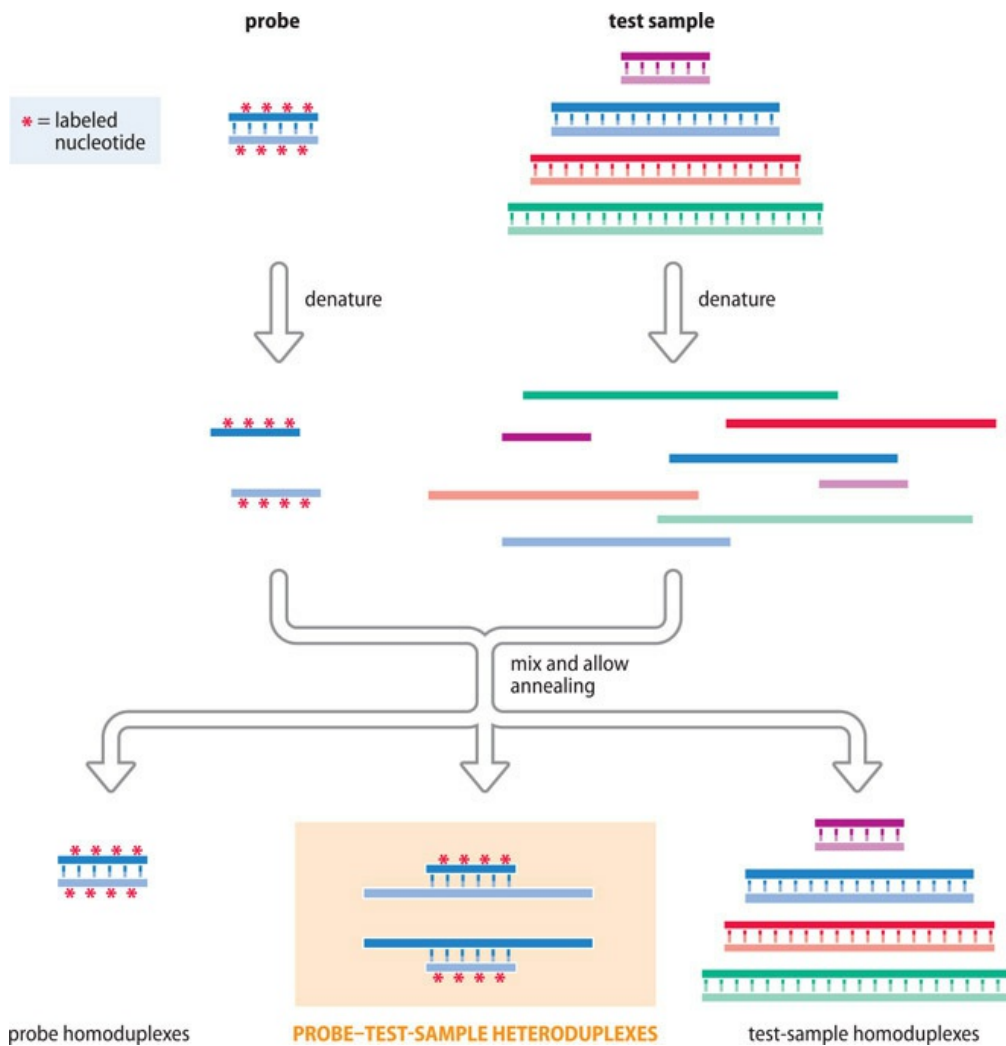 probe
test sample
* = labeled
nucleotide
denature
denature
mix and allow
annealing
probe homoduplexes
PROBE–TEST-SAMPLE HETERODUPLEXES
test-sample homoduplexes